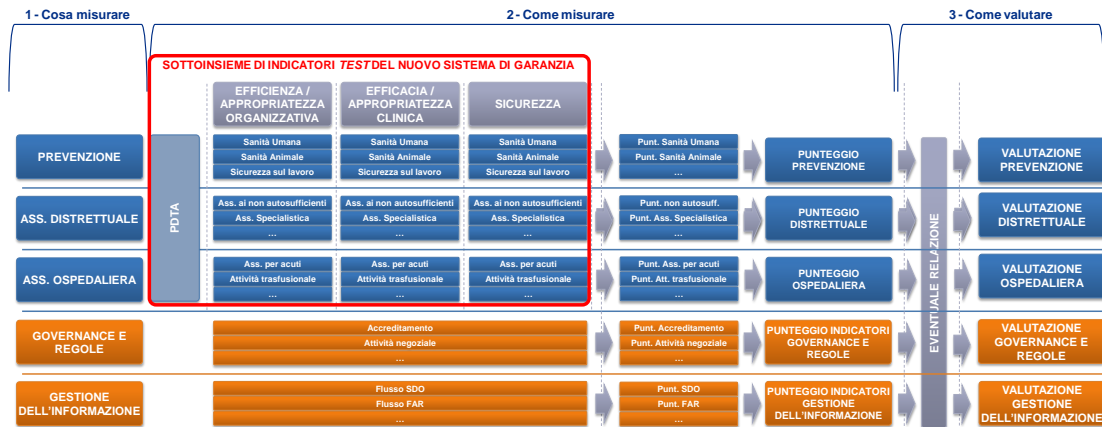 1 - Cosa misurare
2 - Come misurare
3 - Come valutare
SOTTOINSIEME DI INDICATORI TEST DEL NUOVO SISTEMA DI GARANZIA
EFFICIENZA /
APPROPRIATEZZA
ORGANIZZATIVA
EFFICACIA /
APPROPRIATEZZA
CLINICA
SICUREZZA
PDTA
EVENTUALE RELAZIONE
PREVENZIONE
Sanità Umana
Sanità Animale
Sicurezza sul lavoro
Sanità Umana
Sanità Animale
Sicurezza sul lavoro
Sanità Umana
Sanità Animale
Sicurezza sul lavoro
Punt. Sanità Umana
Punt. Sanità Animale
...
PUNTEGGIO
PREVENZIONE
VALUTAZIONE
PREVENZIONE
ASS. DISTRETTUALE
Ass. ai non autosufficienti
Ass. Specialistica
...
Ass. ai non autosufficienti
Ass. Specialistica
...
Ass. ai non autosufficienti
Ass. Specialistica
...
Punt. non autosuff.
Punt. Ass. Specialistica
...
PUNTEGGIO
DISTRETTUALE
VALUTAZIONE
DISTRETTUALE
ASS. OSPEDALIERA
Ass. per acuti
Attività trasfusionale
...
Ass. per acuti
Attività trasfusionale
...
Ass. per acuti
Attività trasfusionale
...
Punt. Ass. per acuti
Punt. Att. trasfusionale
...
PUNTEGGIO
OSPEDALIERA
VALUTAZIONE
OSPEDALIERA
GOVERNANCE E
REGOLE
Accreditamento
Attività negoziale
...
Punt. Accreditamento
Punt. Attività negoziale
...
PUNTEGGIO INDICATORI
GOVERNANCE E
REGOLE
VALUTAZIONE
GOVERNANCE E
REGOLE
GESTIONE
DELL'INFORMAZIONE
Flusso SDO
Flusso FAR
...
Punt. SDO
Punt. FAR
...
PUNTEGGIO INDICATORI
GESTIONE
DELL'INFORMAZIONE
VALUTAZIONE
GESTIONE
DELL'INFORMAZIONE